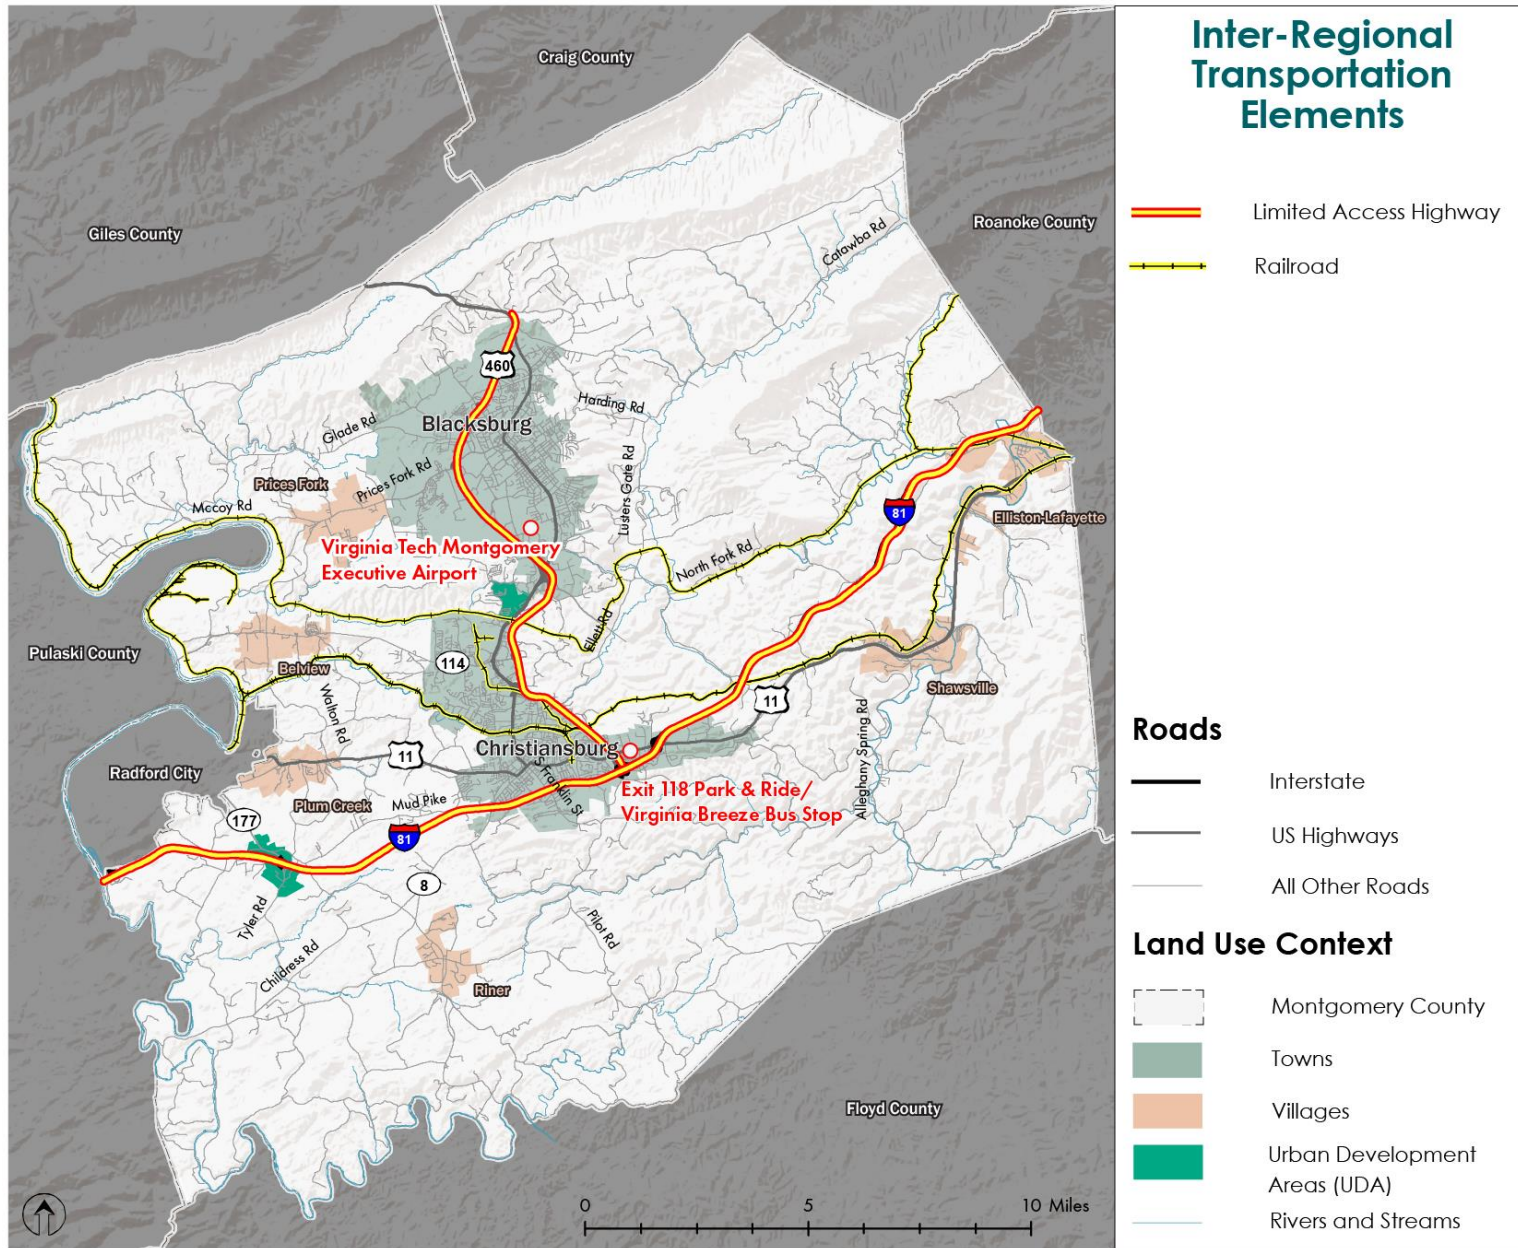 Inter-Regional
Transportation
Elements
Limited Access Highway
Railroad
Roads
Interstate
US Highways
All Other Roads
Land Use Context
Montgomery County
Towns
Villages
Urban Development
Areas (UDA)
Rivers and Streams
Craig County
Giles County
Roanoke County
Catawba Rd
460
Harding Rd
Blacksburg
Glade Rd
Prices Fork Rd
Prices Fork
Mccoy Rd
Lusters Gate Rd
81
Elliston-Lafayette
Virginia Tech Montgomery
Executive Airport
North Fork Rd
Ellett Rd
Pulaski County
Belview
114
Walton Rd
11
Shawsville
Alleghany Spring Rd
Christiansburg
11
S Franklin St
Radford City
Plum Creek
Mud Pike
Exit 118 Park & Ride/
Virginia Breeze Bus Stop
177
81
8
Tyler Rd
Childress Rd
Pilot Rd
Riner
Floyd County
0 5 10 Miles